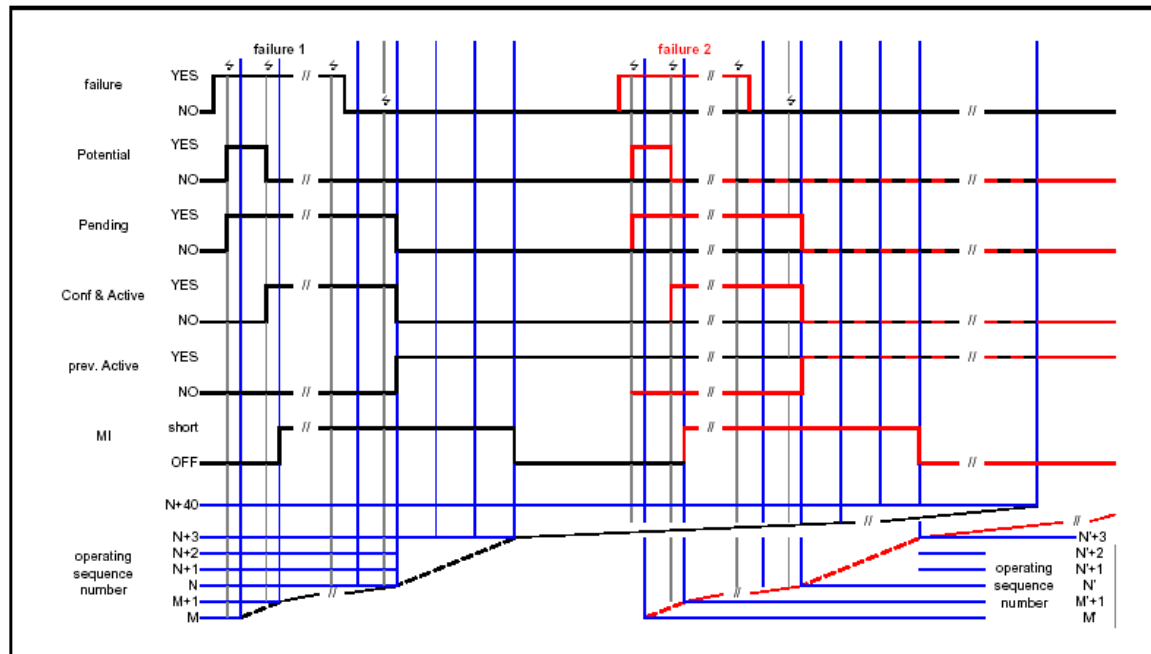 failure 1
failure 2
failure
YES
NO
//
//
//
Potential
YES
NO
//
//
//
Pending
YES
NO
//
//
//
//
//
Conf & Active
YES
NO
//
//
//
//
//
prev. Active
YES
NO
//
//
//
//
MI
short
OFF
//
//
//
N+40
N+3
N+2
N+1
N
M+1
M
operating
sequence
number
//
//
//
//
operating
sequence
number
N'+3
N'+2
N'+1
N'
M'+1
M'